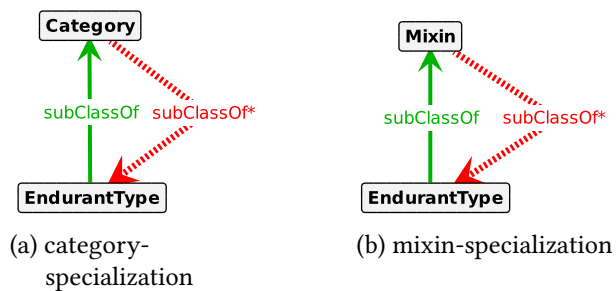 Category
Mixin
subClassOf
subClassOf*
subClassOf
subClassOf*
EndurantType
EndurantType
(a) category-
specialization
(b) mixin-specialization